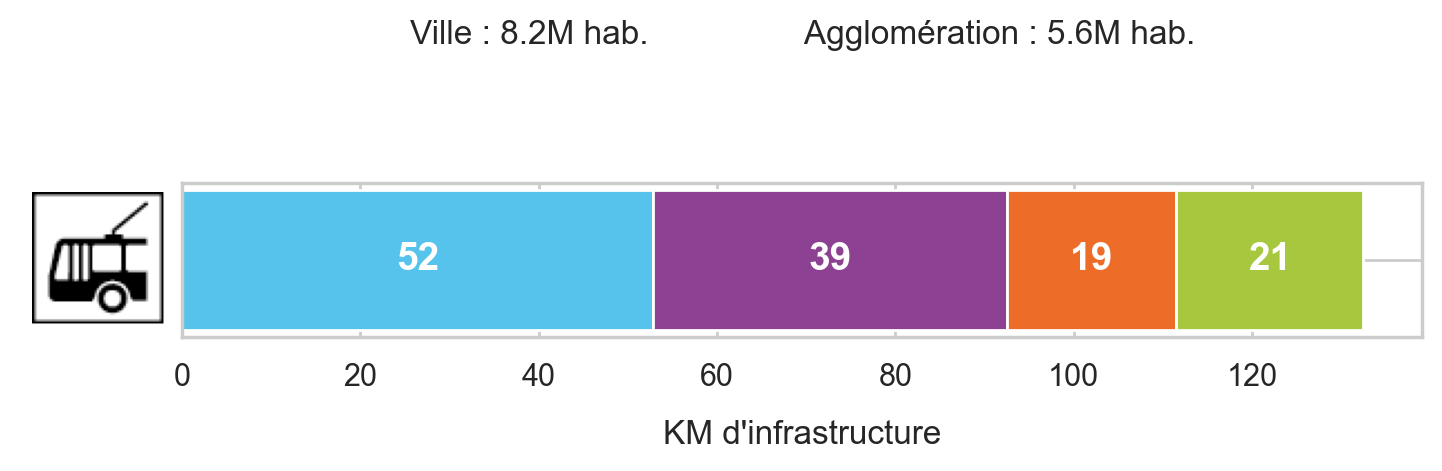 Ville : 8.2M hab. Agglomération : 5.6M hab.
52 39 19 21
0 20 40 60 80 100 120
KM d'infrastructure